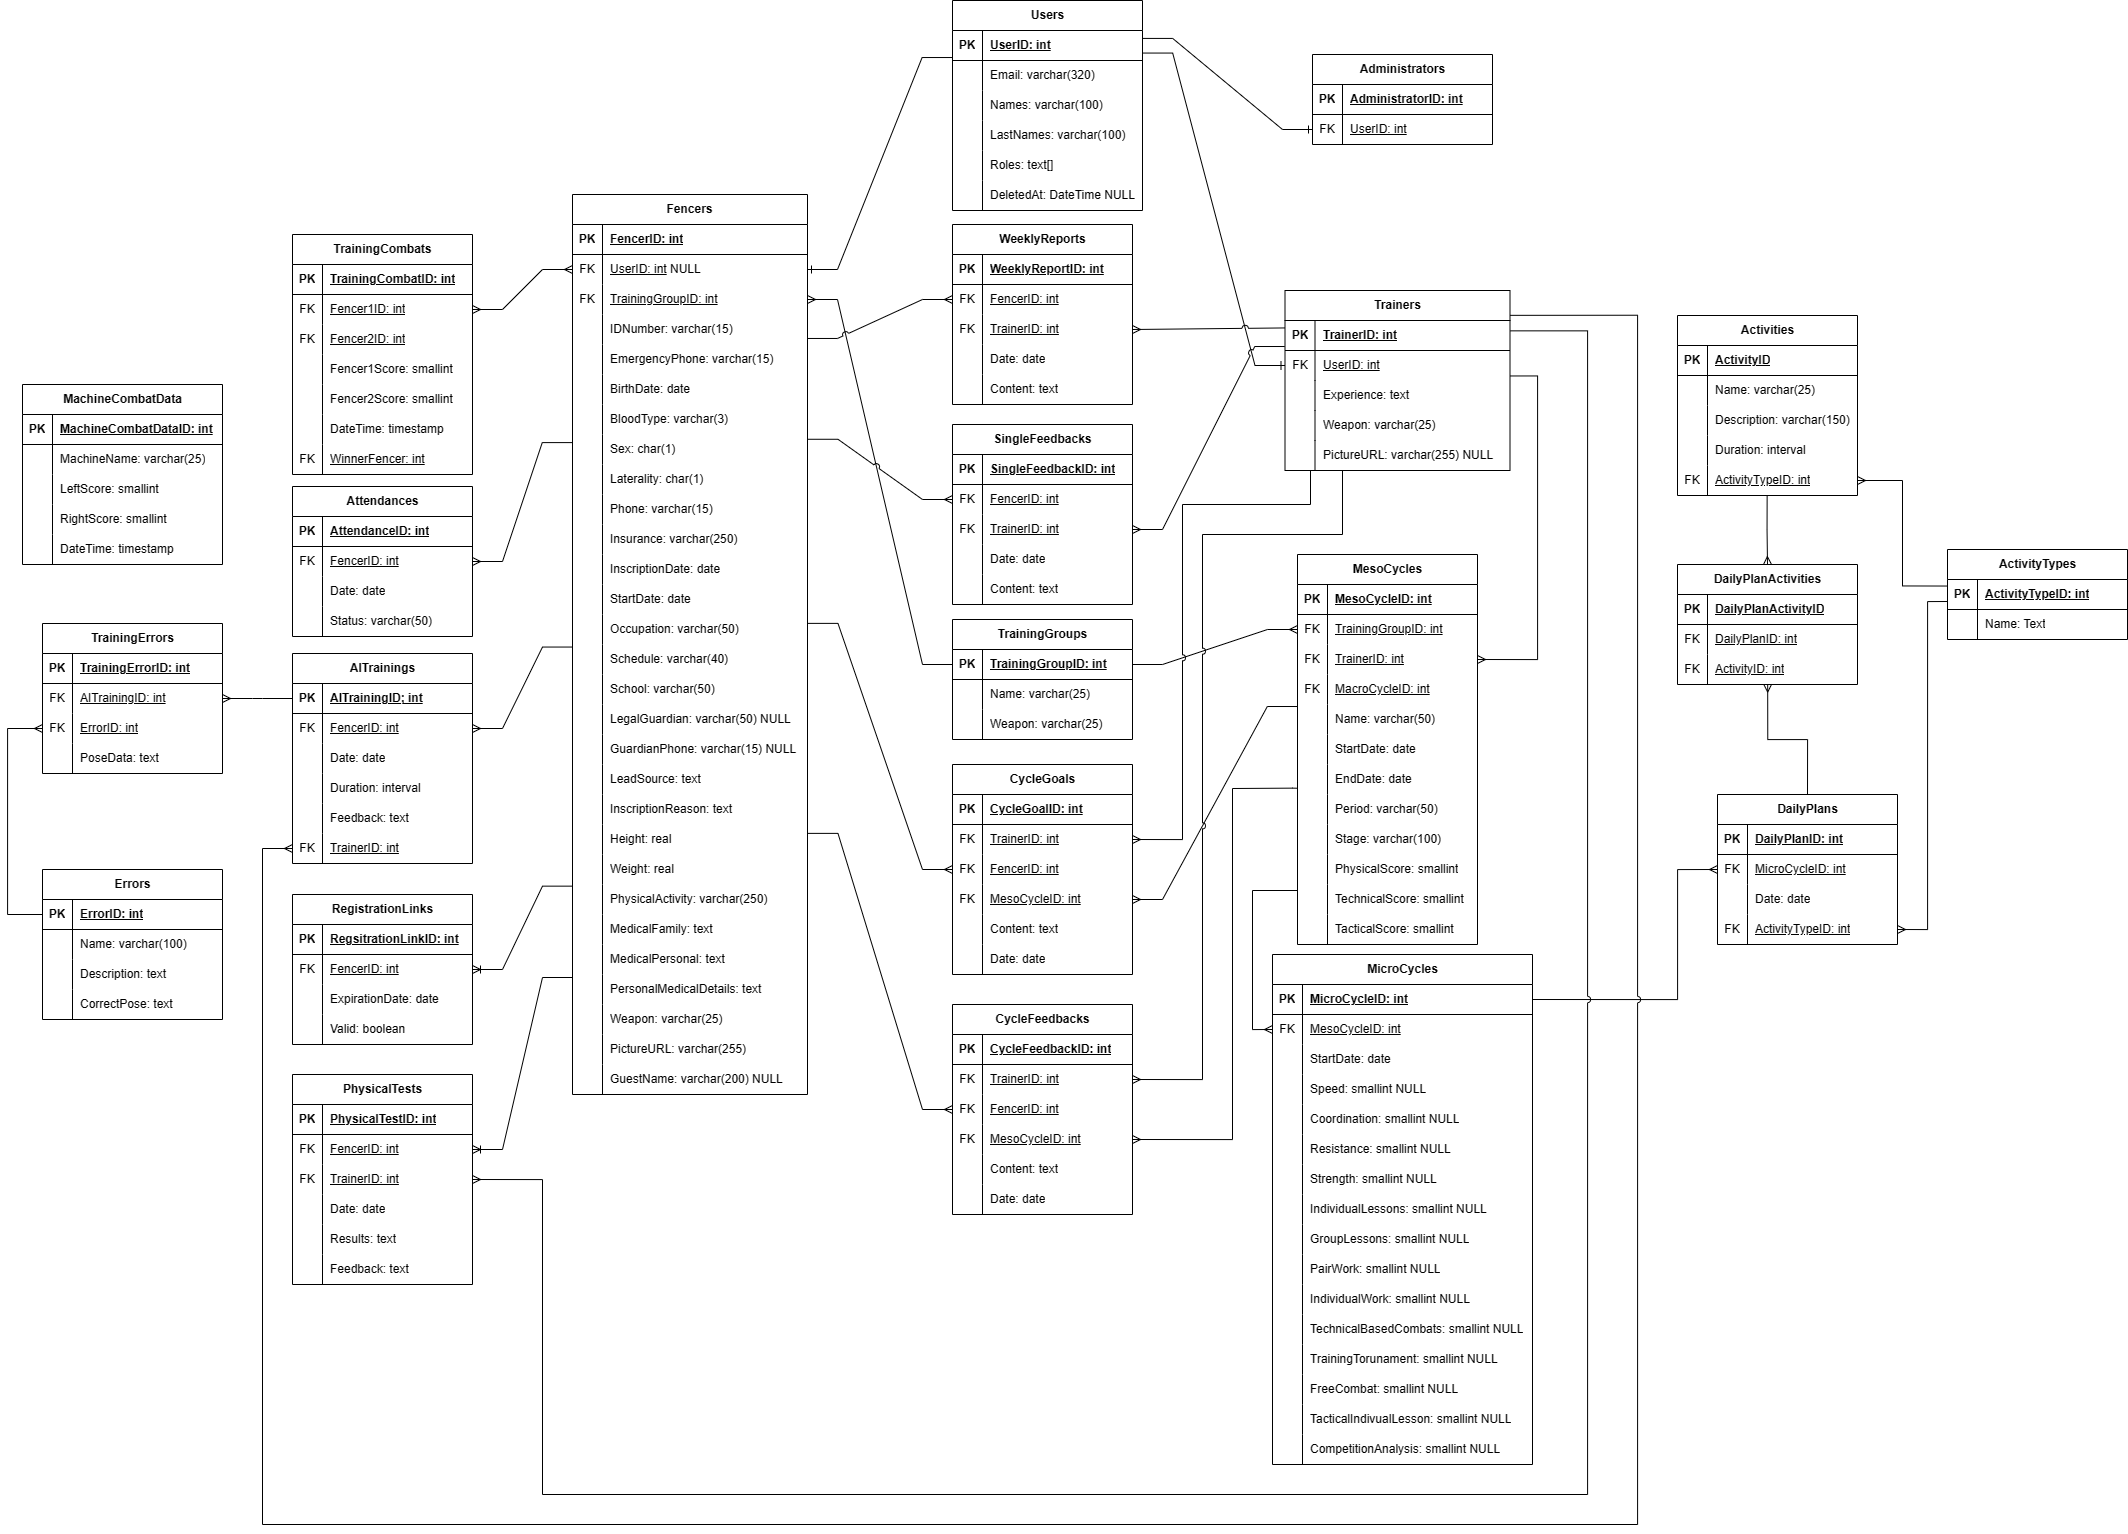 Users
PK UserID: int
Email: varchar(320)
Names: varchar(100)
LastNames: varchar(100)
Roles: text[]
DeletedAt: DateTime NULL
Administrators
PK AdministratorID: int
FK UserID: int
Fencers
PK FencerID: int
FK UserID: int NULL
FK TrainingGroupID: int
IDNumber: varchar(15)
EmergencyPhone: varchar(15)
BirthDate: date
BloodType: varchar(3)
Sex: char(1)
Laterality: char(1)
Phone: varchar(15)
Insurance: varchar(250)
InscriptionDate: date
StartDate: date
Occupation: varchar(50)
Schedule: varchar(40)
School: varchar(50)
LegalGuardian: varchar(50) NULL
GuardianPhone: varchar(15) NULL
LeadSource: text
InscriptionReason: text
Height: real
Weight: real
PhysicalActivity: varchar(250)
MedicalFamily: text
MedicalPersonal: text
PersonalMedicalDetails: text
Weapon: varchar(25)
PictureURL: varchar(255)
GuestName: varchar(200) NULL
TrainingCombats
PK TrainingCombatID: int
FK Fencer1ID: int
FK Fencer2ID: int
Fencer1Score: smallint
Fencer2Score: smallint
DateTime: timestamp
FK WinnerFencer: int
MachineCombatData
PK MachineCombatDataID: int
MachineName: varchar(25)
LeftScore: smallint
RightScore: smallint
DateTime: timestamp
Attendances
PK AttendanceID: int
FK FencerID: int
Date: date
Status: varchar(50)
TrainingErrors
PK TrainingErrorID: int
FK AITrainingID: int
FK ErrorID: int
PoseData: text
AITrainings
PK AITrainingID; int
FK FencerID: int
Date: date
Duration: interval
Feedback: text
FK TrainerID: int
Errors
PK ErrorID: int
Name: varchar(100)
Description: text
CorrectPose: text
RegistrationLinks
PK RegsitrationLinkID: int
FK FencerID: int
ExpirationDate: date
Valid: boolean
PhysicalTests
PK PhysicalTestID: int
FK FencerID: int
FK TrainerID: int
Date: date
Results: text
Feedback: text
WeeklyReports
PK WeeklyReportID: int
FK FencerID: int
FK TrainerID: int
Date: date
Content: text
SingleFeedbacks
PK SingleFeedbackID: int
FK FencerID: int
FK TrainerID: int
Date: date
Content: text
TrainingGroups
PK TrainingGroupID: int
Name: varchar(25)
Weapon: varchar(25)
CycleGoals
PK CycleGoalID: int
FK TrainerID: int
FK FencerID: int
FK MesoCycleID: int
Content: text
Date: date
CycleFeedbacks
PK CycleFeedbackID: int
FK TrainerID: int
FK FencerID: int
FK MesoCycleID: int
Content: text
Date: date
Trainers
PK TrainerID: int
FK UserID: int
Experience: text
Weapon: varchar(25)
PictureURL: varchar(255) NULL
MesoCycles
PK MesoCycleID: int
FK TrainingGroupID: int
FK TrainerID: int
FK MacroCycleID: int
Name: varchar(50)
StartDate: date
EndDate: date
Period: varchar(50)
Stage: varchar(100)
PhysicalScore: smallint
TechnicalScore: smallint
TacticalScore: smallint
MicroCycles
PK MicroCycleID: int
FK MesoCycleID: int
StartDate: date
Speed: smallint NULL
Coordination: smallint NULL
Resistance: smallint NULL
Strength: smallint NULL
IndividualLessons: smallint NULL
GroupLessons: smallint NULL
PairWork: smallint NULL
IndividualWork: smallint NULL
TechnicalBasedCombats: smallint NULL
TrainingTorunament: smallint NULL
FreeCombat: smallint NULL
TacticalIndivualLesson: smallint NULL
CompetitionAnalysis: smallint NULL
Activities
PK ActivityID
Name: varchar(25)
Description: varchar(150)
Duration: interval
FK ActivityTypeID: int
DailyPlanActivities
PK DailyPlanActivityID
FK DailyPlanID: int
FK ActivityID: int
ActivityTypes
PK ActivityTypeID: int
Name: Text
DailyPlans
PK DailyPlanID: int
FK MicroCycleID: int
Date: date
FK ActivityTypeID: int